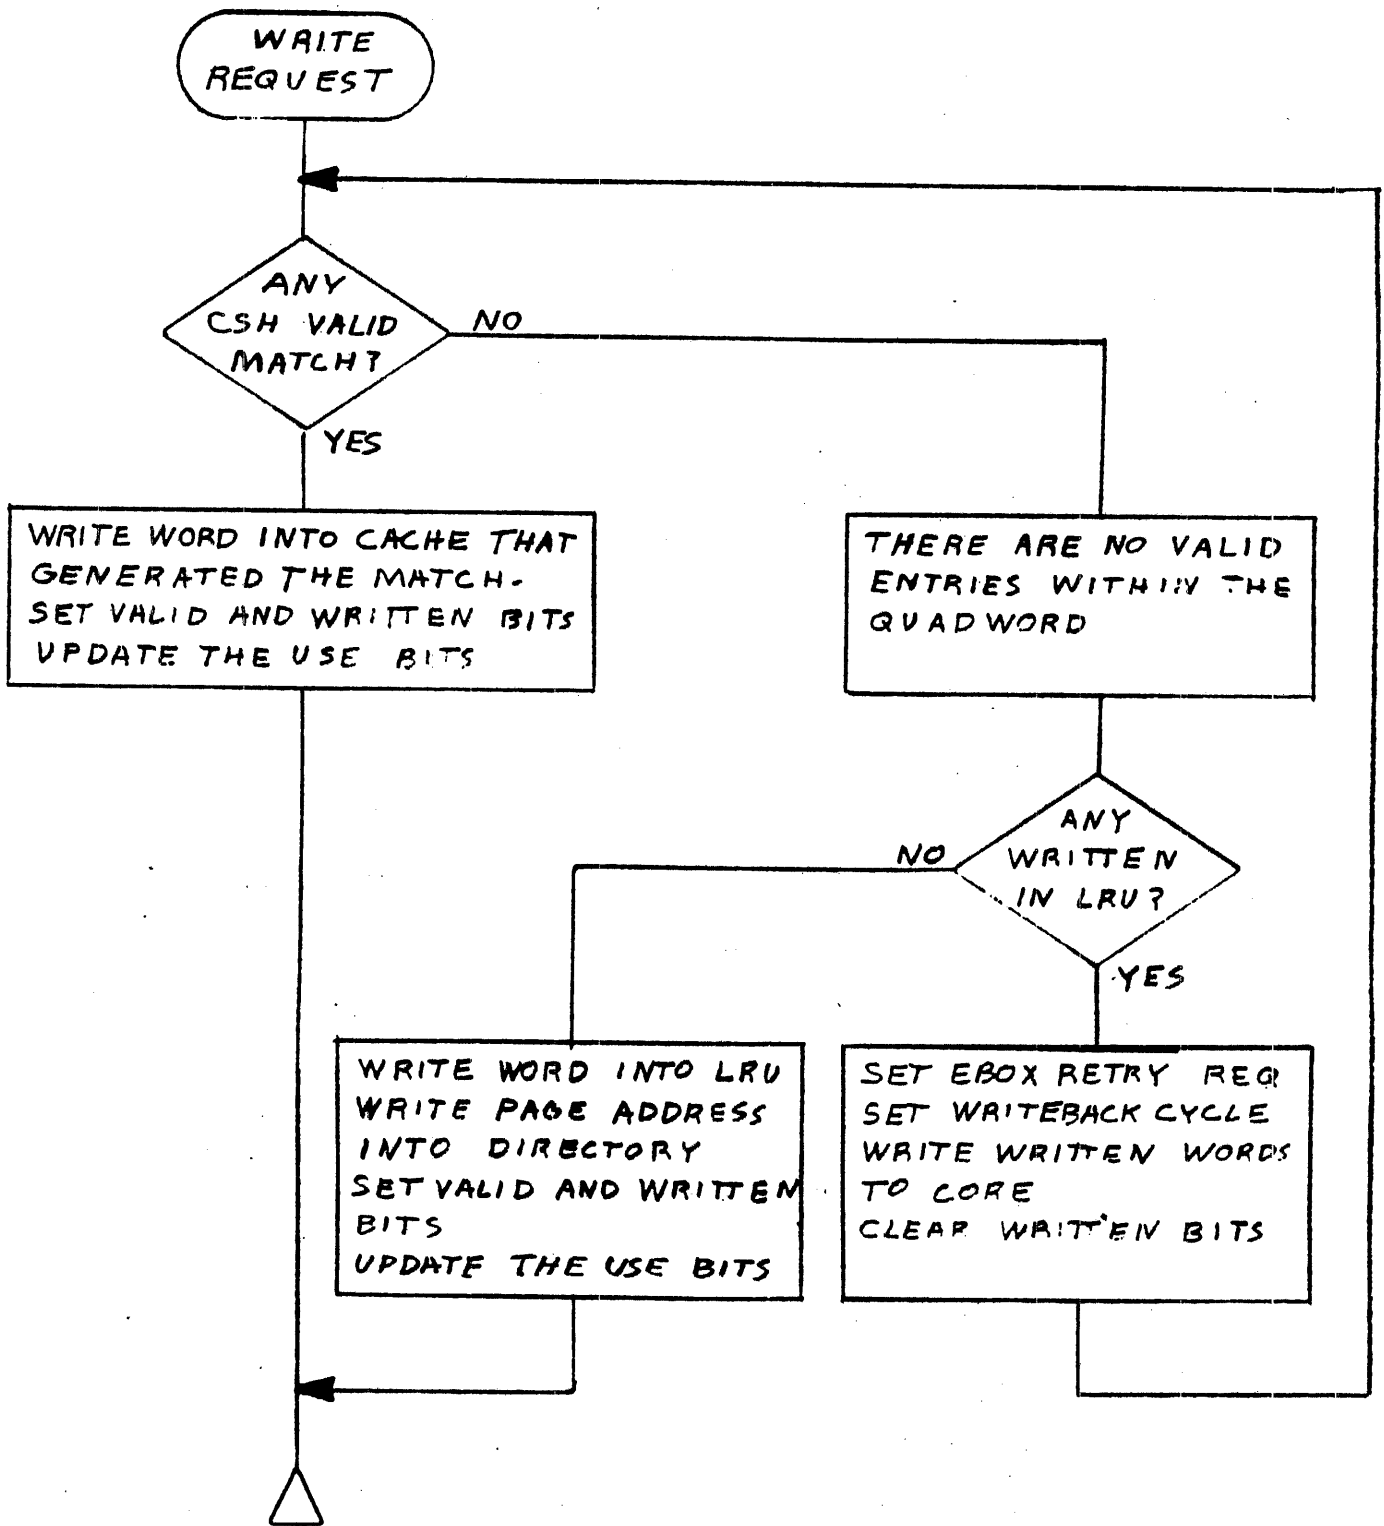 WRITE
REQUEST
ANY
CSH VALID
MATCH?
NO
YES
WRITE WORD INTO CACHE THAT
GENERATED THE MATCH.
SET VALID AND WRITTEN BITS
UPDATE THE USE BITS
THERE ARE NO VALID
ENTRIES WITHIN THE
QUADWORD
ANY
WRITTEN
IN LRU?
NO
YES
WRITE WORD INTO LRU
WRITE PAGE ADDRESS
INTO DIRECTORY
SET VALID AND WRITTEN
BITS
UPDATE THE USE BITS
SET EBOX RETRY REQ
SET WRITEBACK CYCLE
WRITE WRITTEN WORDS
TO CORE
CLEAR WRITTEN BITS